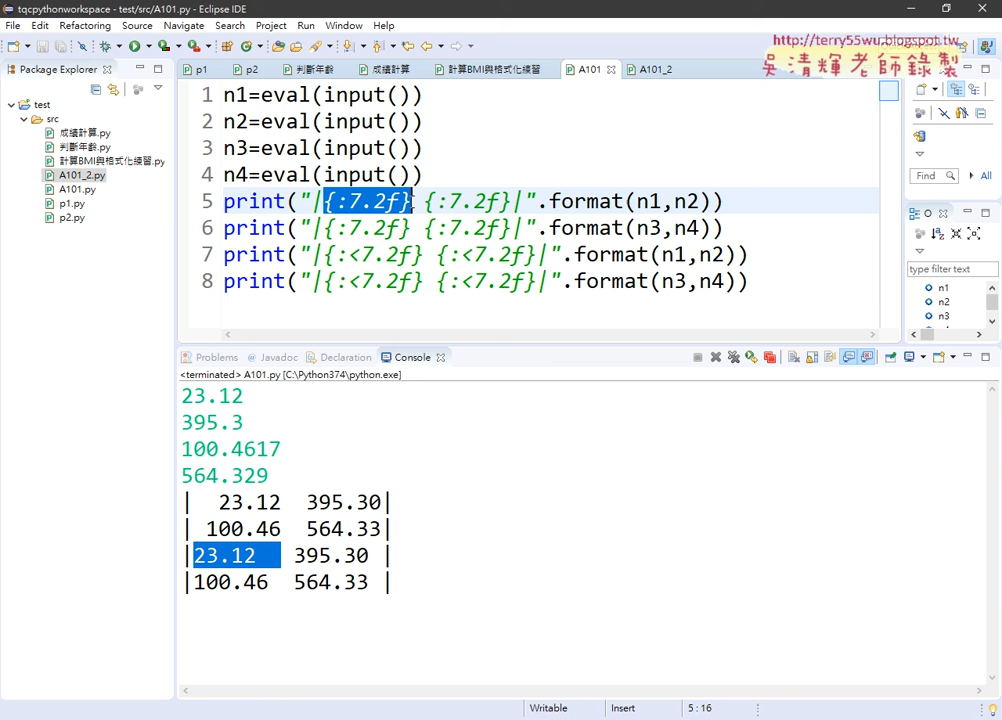 tqcpythonworkspace - test/src/A101.py - Eclipse IDE
File Edit Refactoring Source Navigate Search Project Run Window Help
http://terry55wu.blogspot.tw
吳清輝老師錄製
Package Explorer
p1 p2 判斷年齡 成績計算 計算BMI與格式化練習 A101 A101_2
test
src
成績計算.py
判斷年齡.py
計算BMI與格式化練習.py
A101_2.py
A101.py
p1.py
p2.py
1 n1=eval(input())
2 n2=eval(input())
3 n3=eval(input())
4 n4=eval(input())
5 print("|{:7.2f} {:7.2f}|".format(n1,n2))
6 print("|{:7.2f} {:7.2f}|".format(n3,n4))
7 print("|{:<7.2f} {:<7.2f}|".format(n1,n2))
8 print("|{:<7.2f} {:<7.2f}|".format(n3,n4))
Find All
O
type filter text
n1
n2
n3
Problems Javadoc Declaration Console
<terminated> A101.py [C:\Python374\python.exe]
23.12
395.3
100.4617
564.329
|  23.12  395.30|
| 100.46  564.33|
|23.12   395.30 |
|100.46  564.33 |
Writable Insert 5 : 16